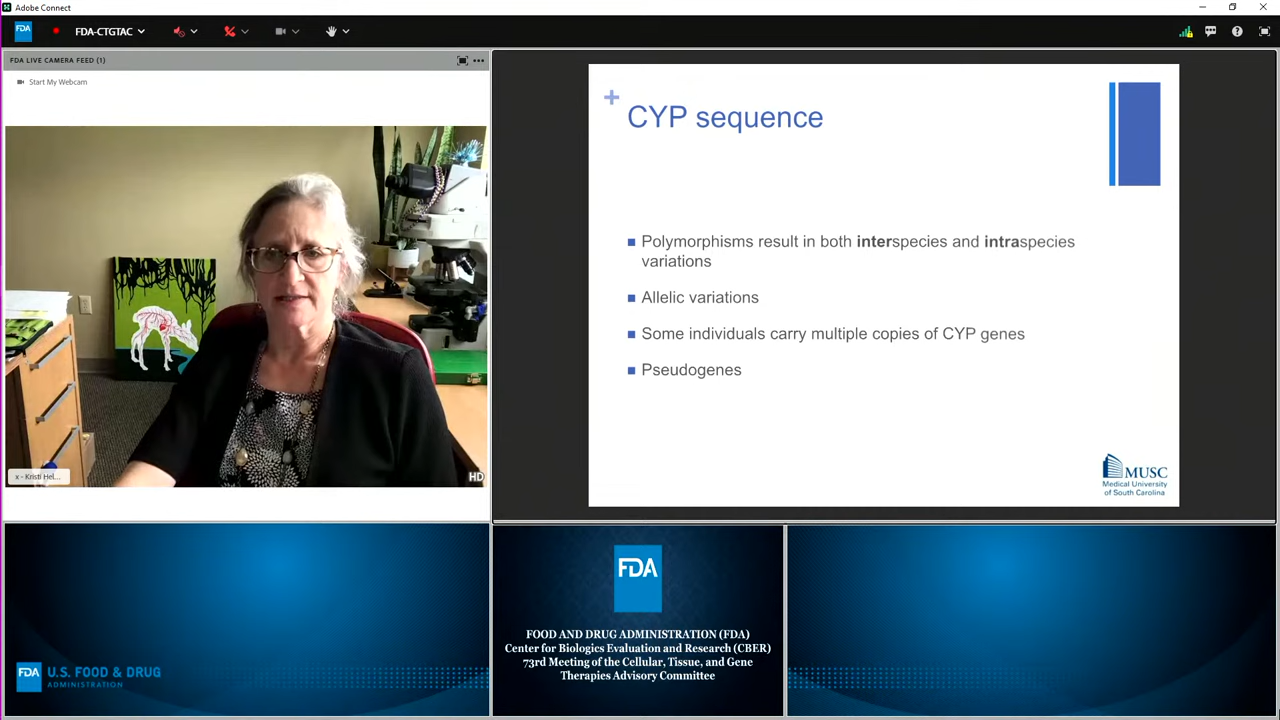 Adobe Connect
FDA
FDA-CTGTAC
FDA LIVE CAMERA FEED (1)
Start My Webcam
x - Kristi Hel...
HD
+
CYP sequence
Polymorphisms result in both interspecies and intraspecies
variations
Allelic variations
Some individuals carry multiple copies of CYP genes
Pseudogenes
MUSC
Medical University
of South Carolina
FDA
U.S. FOOD & DRUG
ADMINISTRATION
FDA
FOOD AND DRUG ADMINISTRATION (FDA)
Center for Biologics Evaluation and Research (CBER)
73rd Meeting of the Cellular, Tissue, and Gene
Therapies Advisory Committee